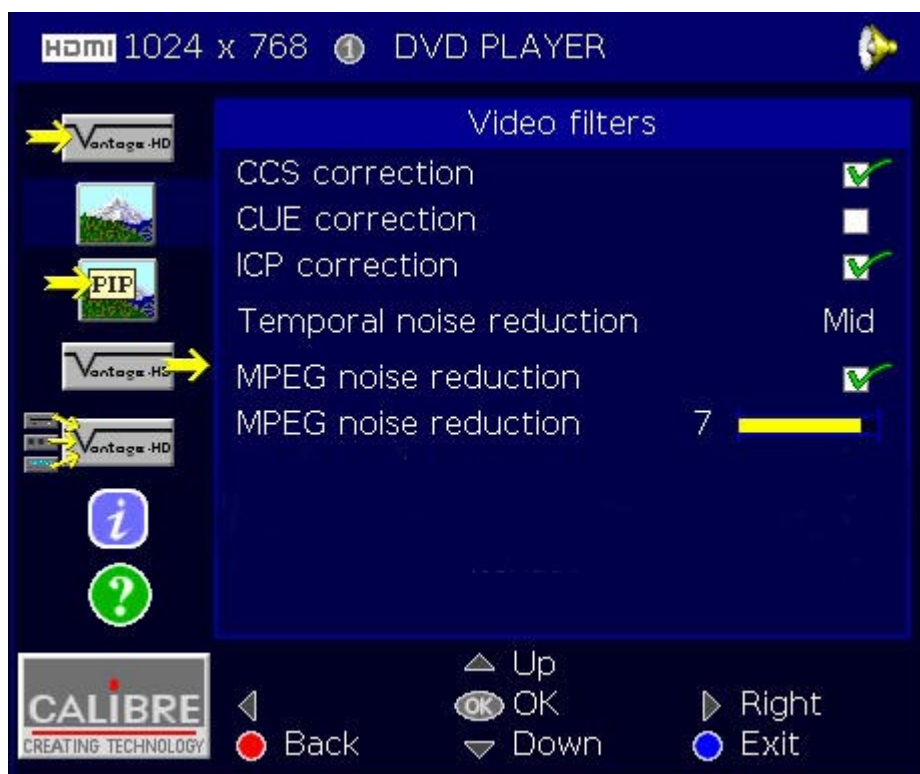 HDMI 1024 x 768 1 DVD PLAYER
Vantage-HD
Video filters
CCS correction
CUE correction
ICP correction
PIP
Temporal noise reduction Mid
Vantage-HD
MPEG noise reduction
MPEG noise reduction 7
Vantage-HD
i
?
CALIBRE
CREATING TECHNOLOGY
Up
OK OK Right
Back Down Exit